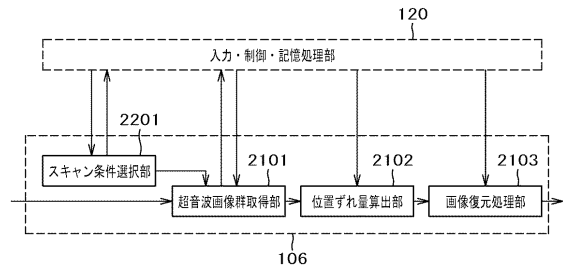 120
入力・制御・記憶処理部
2201
スキャン条件選択部
2101
超音波画像群取得部
2102
位置ずれ量算出部
2103
画像復元処理部
106